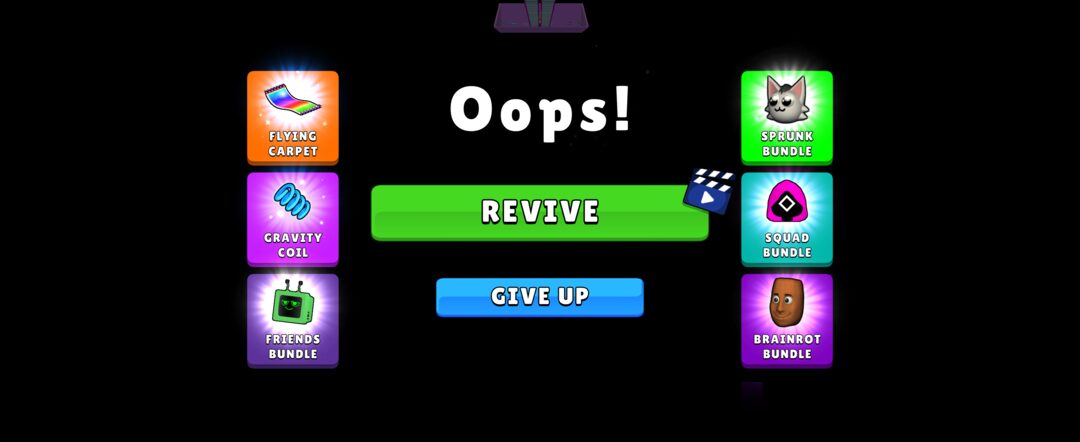 Oops!
REVIVE
GIVE UP
FLYING
CARPET
GRAVITY
COIL
FRIENDS
BUNDLE
SPRUNK
BUNDLE
SQUAD
BUNDLE
BRAINROT
BUNDLE